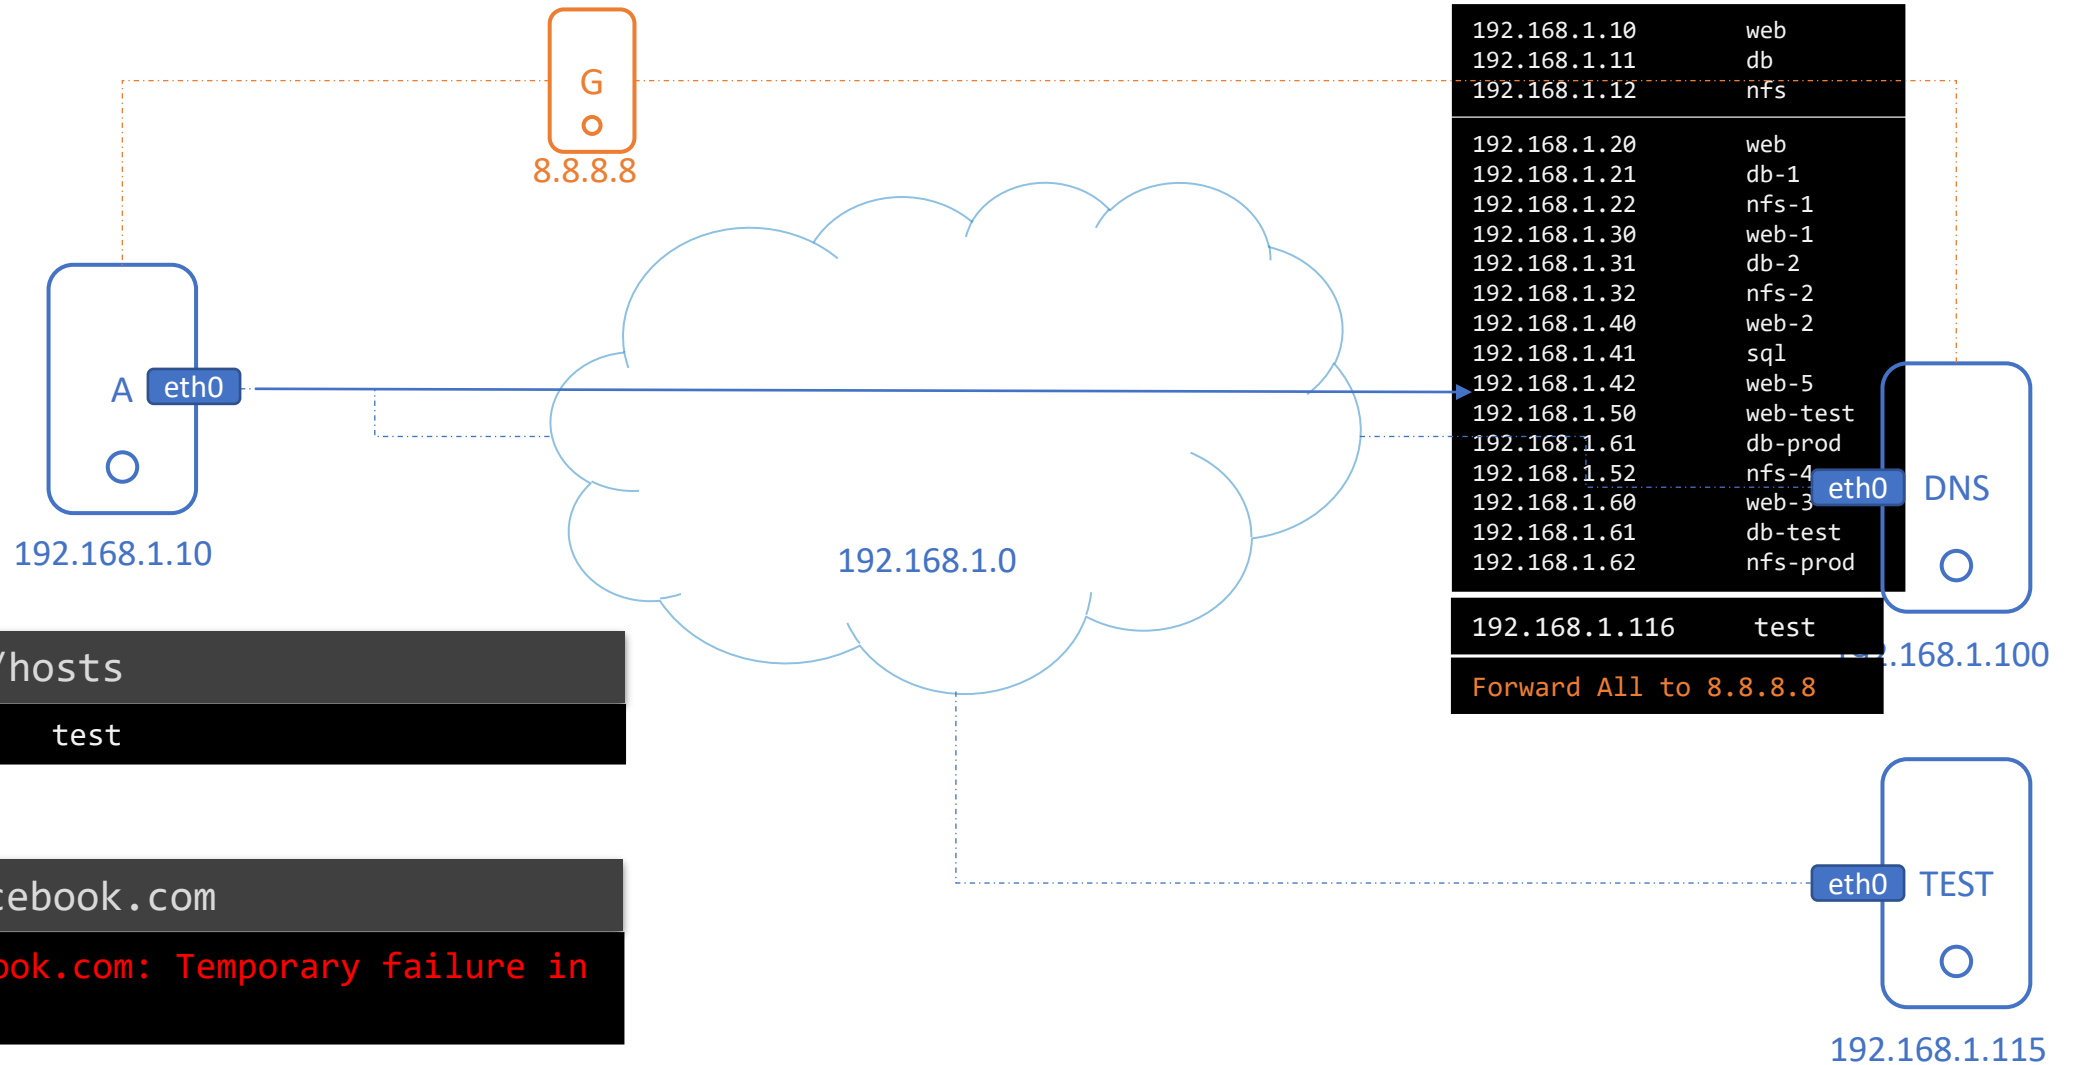 G
8.8.8.8
192.168.1.10 web
192.168.1.11 db
192.168.1.12 nfs
192.168.1.20 web
192.168.1.21 db-1
192.168.1.22 nfs-1
192.168.1.30 web-1
192.168.1.31 db-2
192.168.1.32 nfs-2
192.168.1.40 web-2
192.168.1.41 sql
192.168.1.42 web-5
192.168.1.50 web-test
192.168.1.61 db-prod
192.168.1.52 nfs-4
192.168.1.60 web-3
192.168.1.61 db-test
192.168.1.62 nfs-prod
192.168.1.116 test
Forward All to 8.8.8.8
A
eth0
192.168.1.10
192.168.1.0
eth0
DNS
.168.1.100
/hosts
test
cebook.com
ook.com: Temporary failure in
eth0
TEST
192.168.1.115